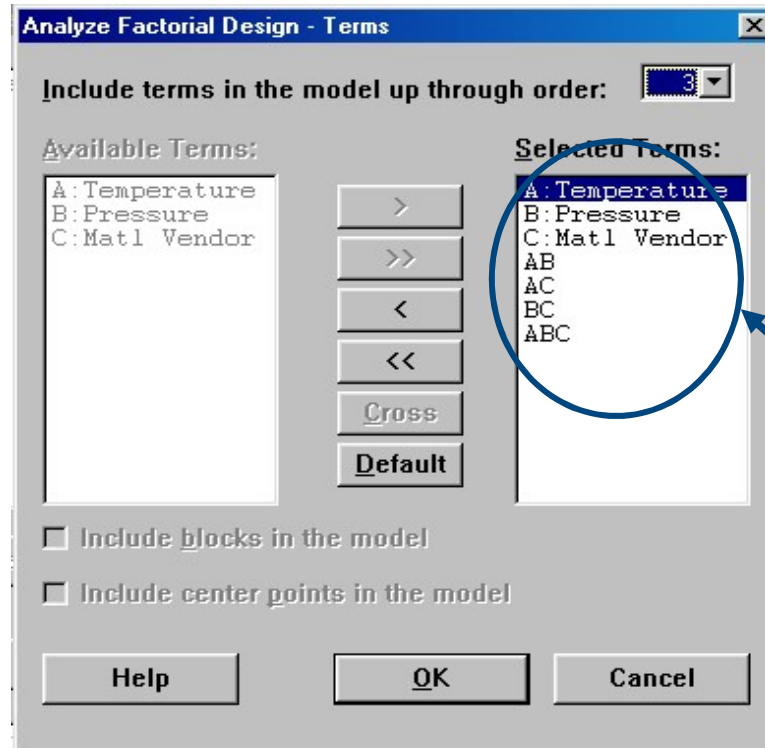 Analyze Factorial Design - Terms
Include terms in the model up through order: 3
Available Terms:
A:Temperature
B:Pressure
C:Matl Vendor
>
>>
<
<<
Cross
Default
Selected Terms:
A:Temperature
B:Pressure
C:Matl Vendor
AB
AC
BC
ABC
Include blocks in the model
Include center points in the model
Help
OK
Cancel